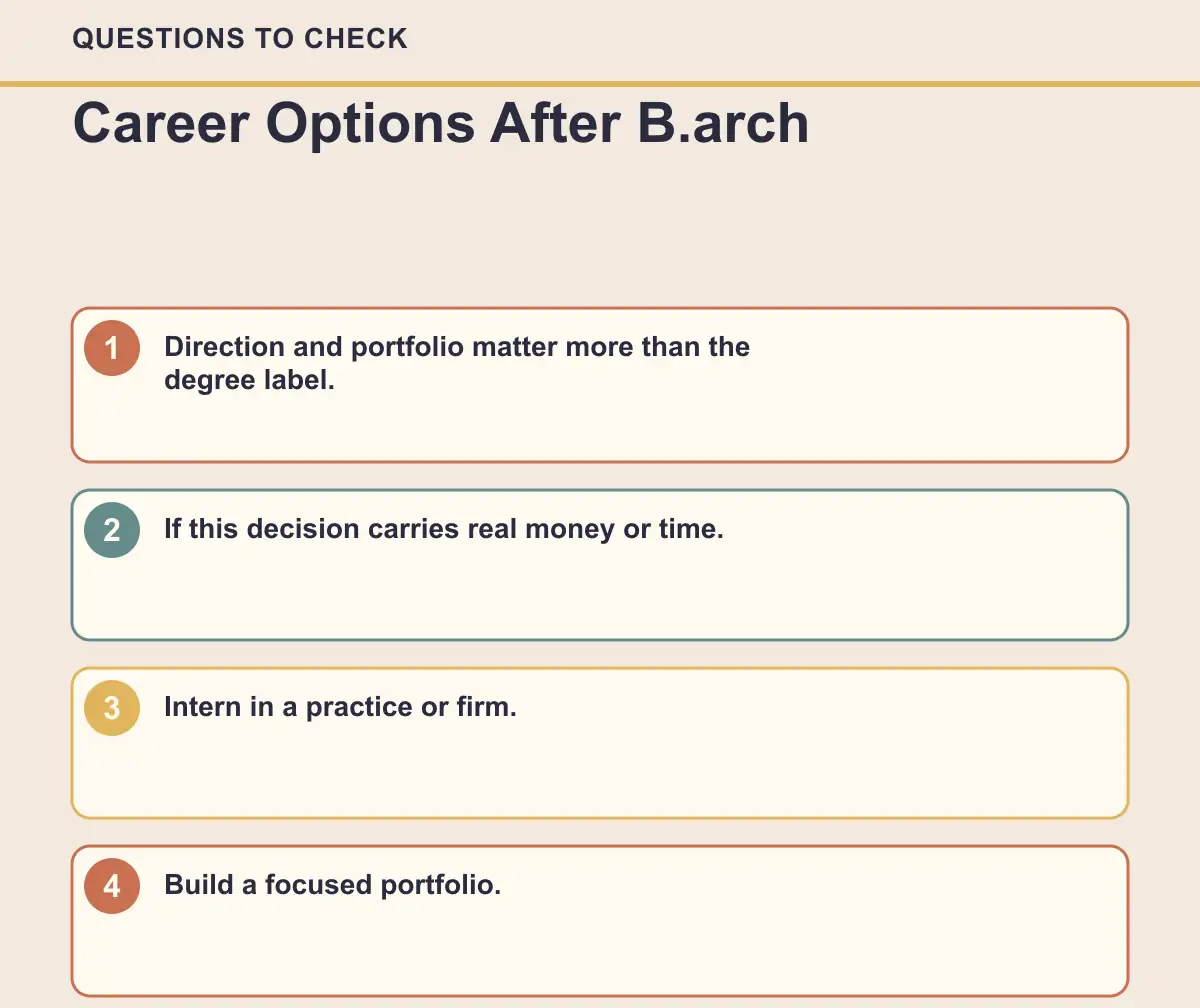 QUESTIONS TO CHECK
Career Options After B.arch
1
Direction and portfolio matter more than the
degree label.
2
If this decision carries real money or time.
3
Intern in a practice or firm.
4
Build a focused portfolio.